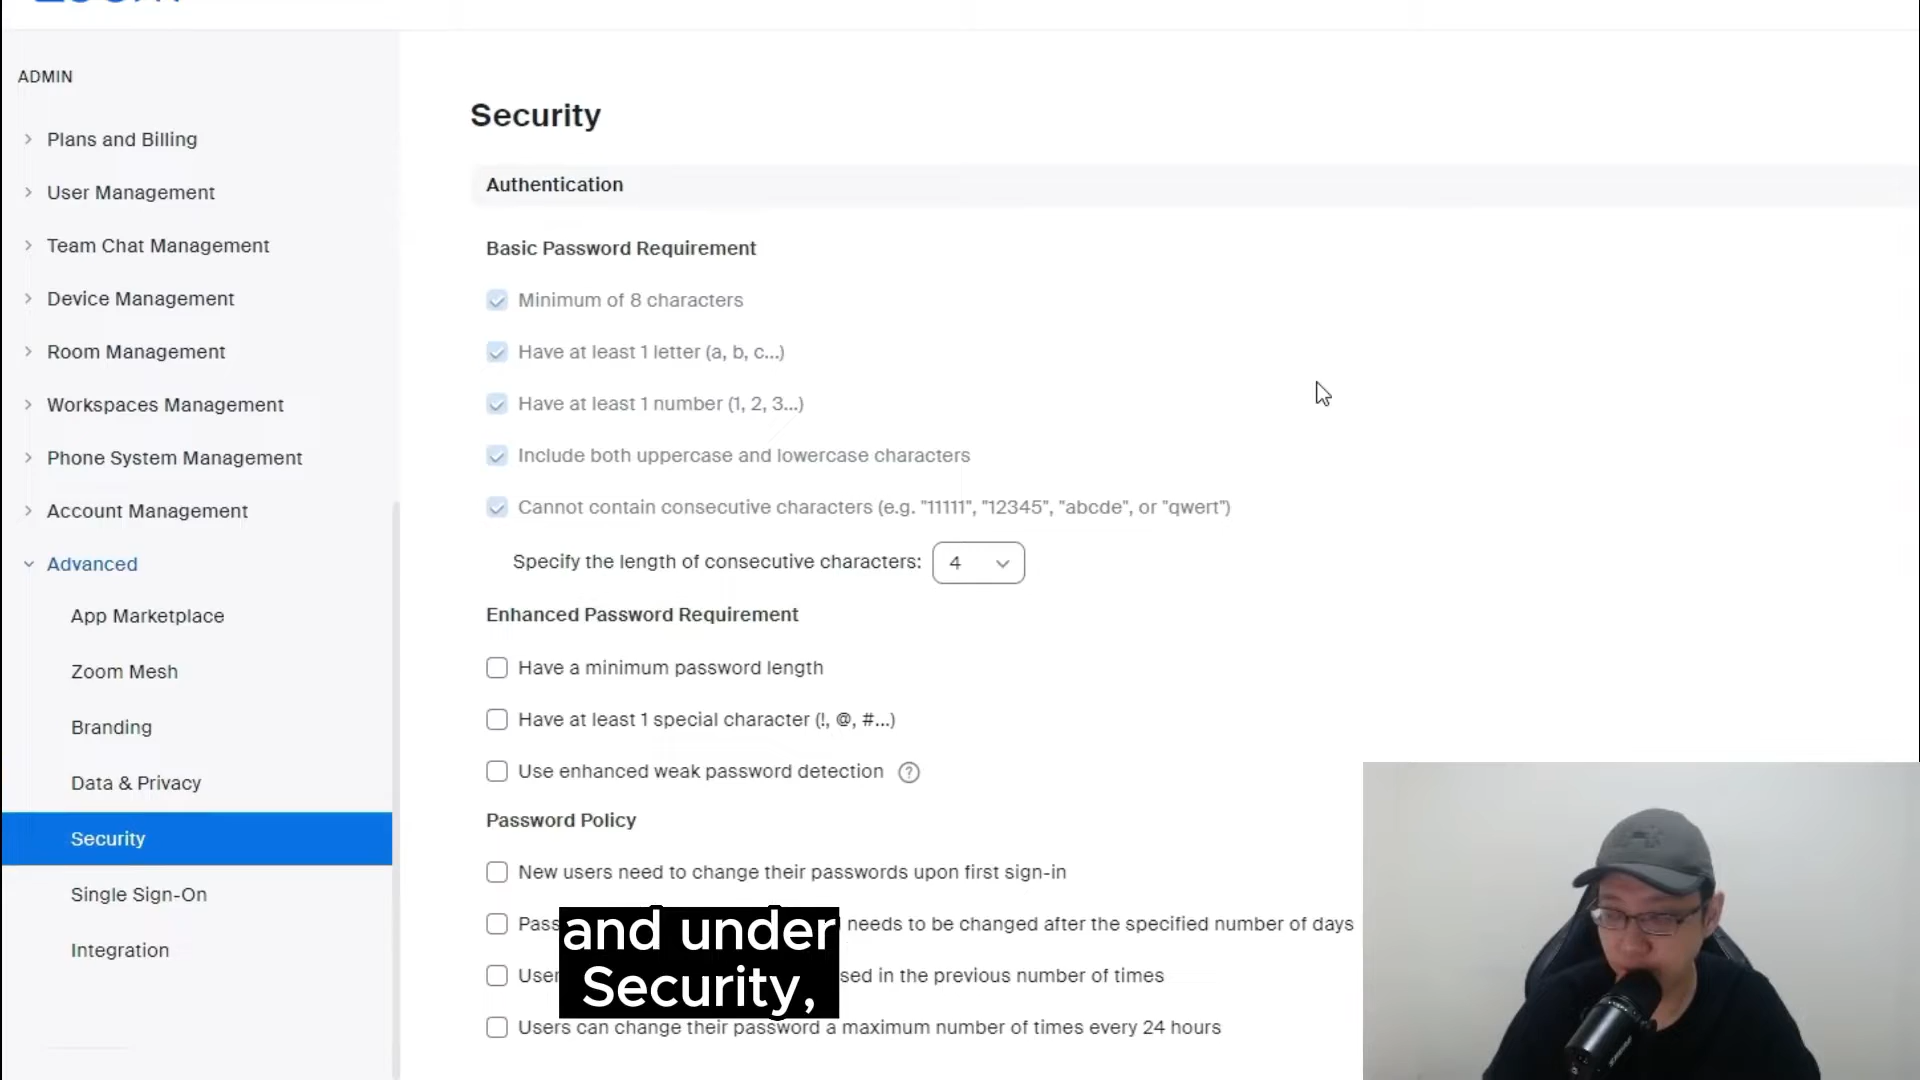 ADMIN
Plans and Billing
User Management
Team Chat Management
Device Management
Room Management
Workspaces Management
Phone System Management
Account Management
Advanced
App Marketplace
Zoom Mesh
Branding
Data & Privacy
Security
Single Sign-On
Integration
Security
Authentication
Basic Password Requirement
Minimum of 8 characters
Have at least 1 letter (a, b, c...)
Have at least 1 number (1, 2, 3...)
Include both uppercase and lowercase characters
Cannot contain consecutive characters (e.g. "11111", "12345", "abcde", or "qwert")
Specify the length of consecutive characters: 4
Enhanced Password Requirement
Have a minimum password length
Have at least 1 special character (!, @, #...)
Use enhanced weak password detection ?
Password Policy
New users need to change their passwords upon first sign-in
needs to be changed after the specified number of days
in the previous number of times
Users can change their password a maximum number of times every 24 hours
and under
Security,